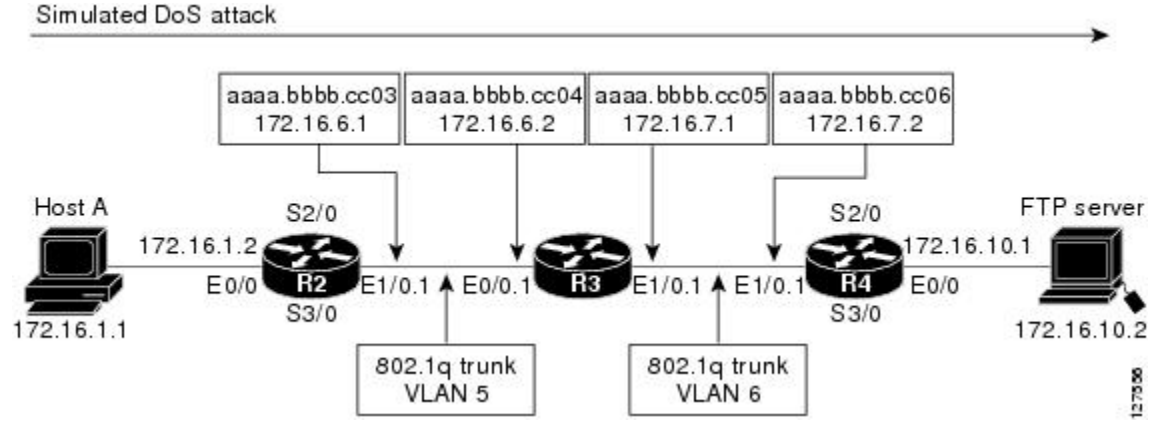 Simulated DoS attack
aaaa.bbbb.cc03
172.16.6.1
aaaa.bbbb.cc04
172.16.6.2
aaaa.bbbb.cc05
172.16.7.1
aaaa.bbbb.cc06
172.16.7.2
Host A
172.16.1.1
172.16.1.2
E0/0
S2/0
R2
S3/0
E1/0.1
802.1q trunk
VLAN 5
E0/0.1
R3
E1/0.1
802.1q trunk
VLAN 6
E1/0.1
S2/0
R4
S3/0
172.16.10.1
E0/0
FTP server
172.16.10.2
127556